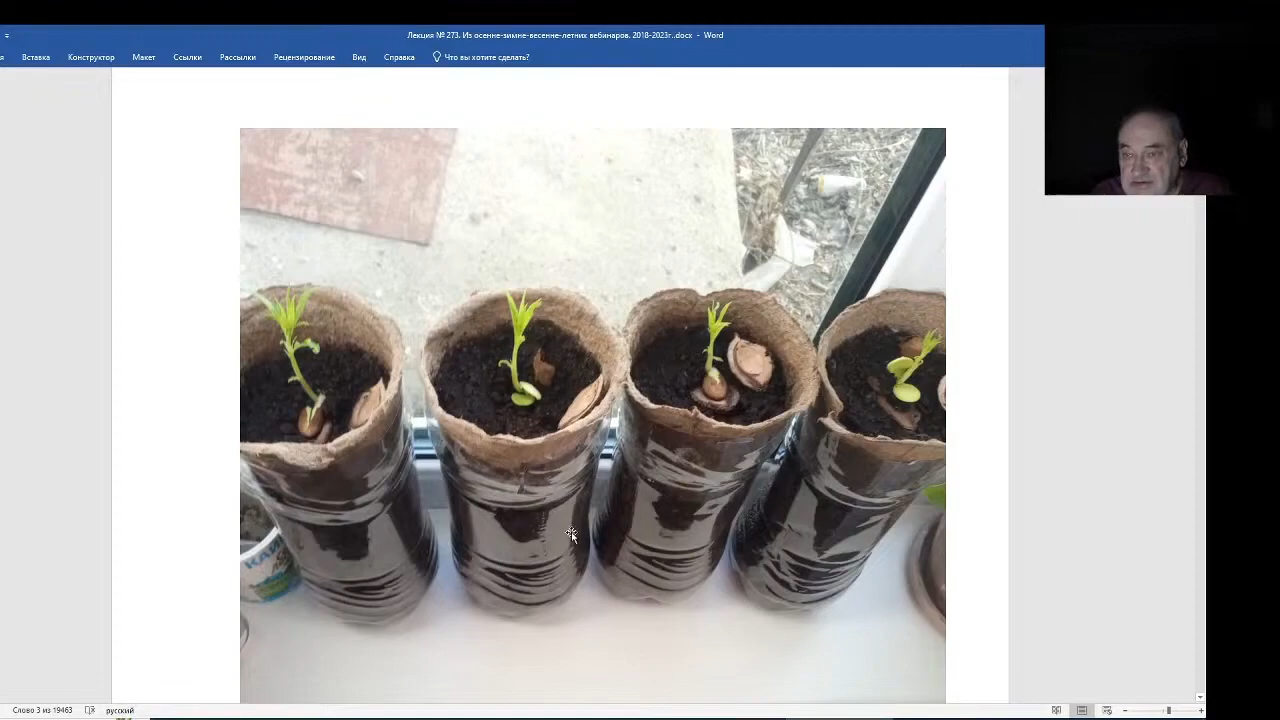 Лекция № 273. Из осенне-зимне-весенне-летних вебинаров. 2018-2023г..docx - Word
Вставка Конструктор Макет Ссылки Рассылки Рецензирование Вид Справка Что вы хотите сделать?
Слово 3 из 19463 русский